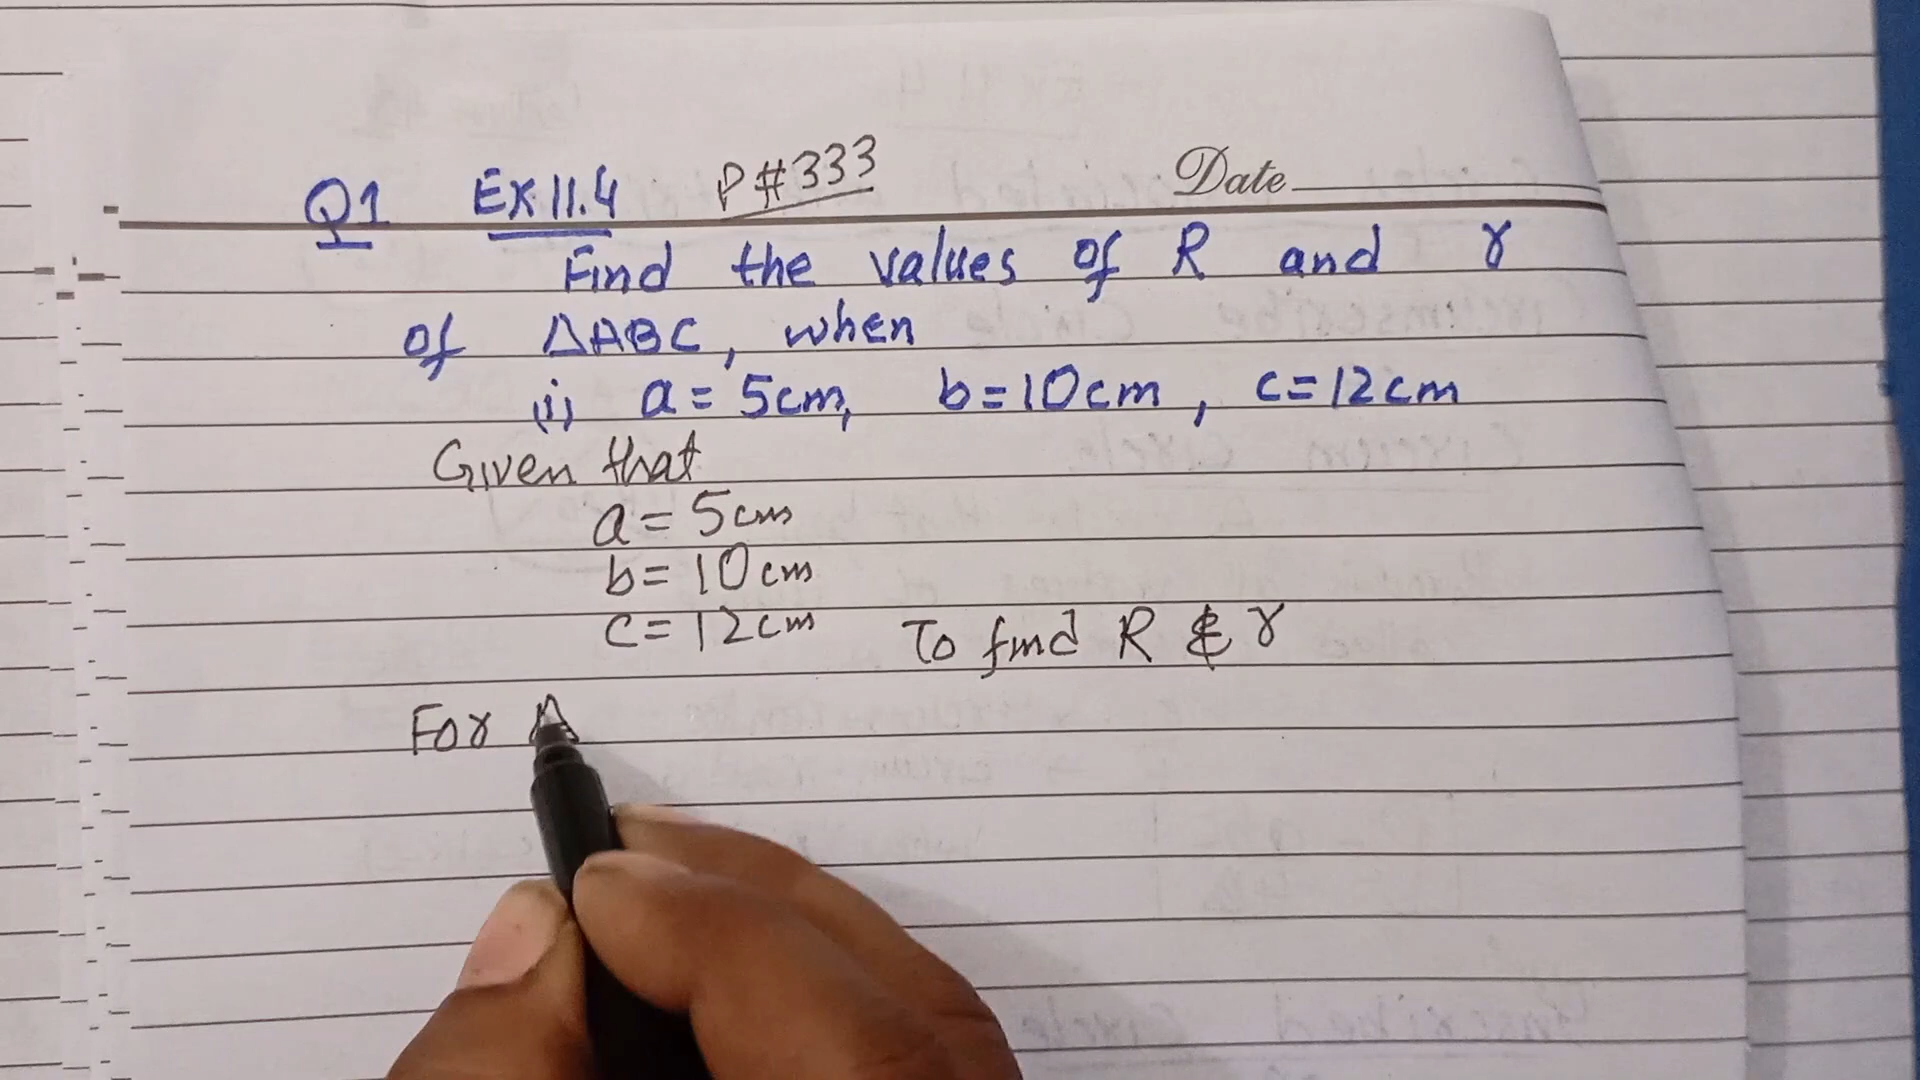 Q1 Ex 11.4 P#333 Date
Find the values of R and r
of ΔABC, when
(i) a = 5cm, b = 10cm, c = 12cm
Given that
a = 5cm
b = 10cm
c = 12cm To find R & r
For Δ